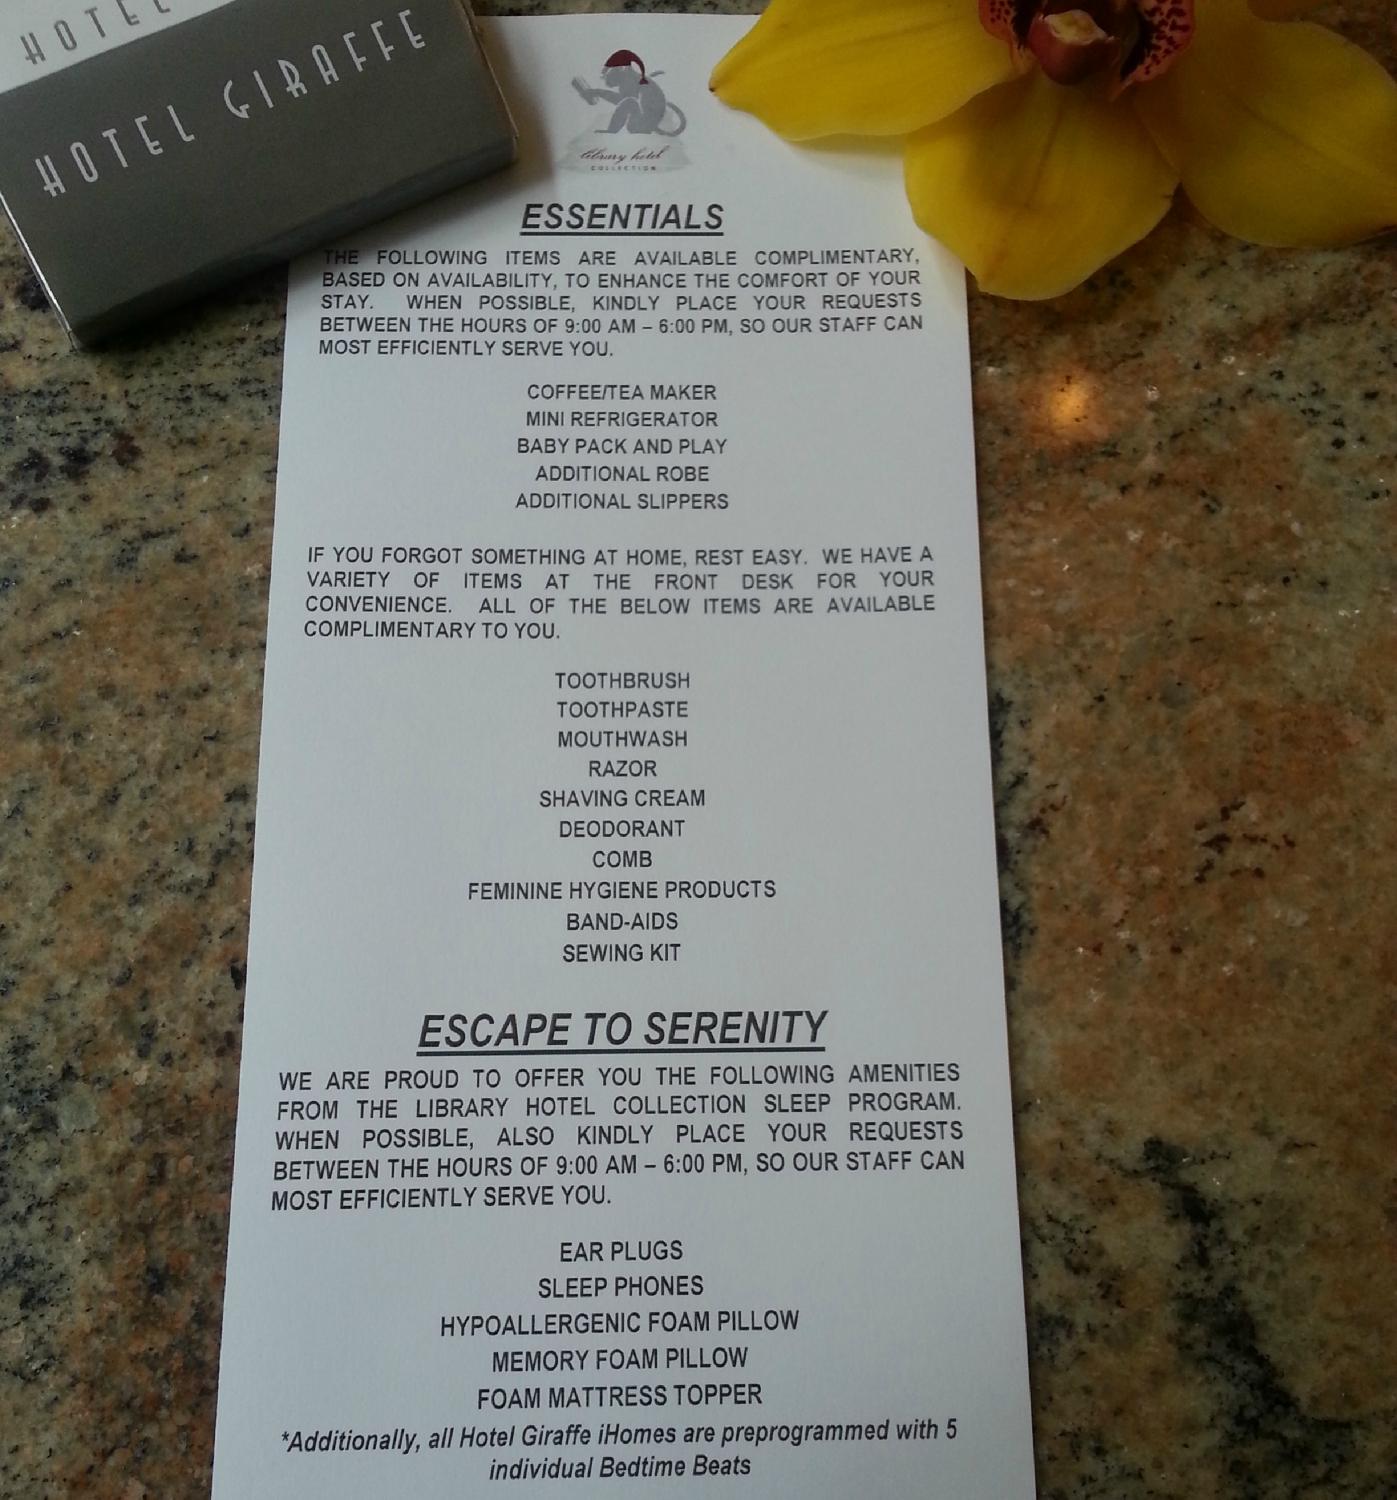 HOTEL
HOTEL GIRAFFE
library hotel
COLLECTION
ESSENTIALS
THE FOLLOWING ITEMS ARE AVAILABLE COMPLIMENTARY,
BASED ON AVAILABILITY, TO ENHANCE THE COMFORT OF YOUR
STAY. WHEN POSSIBLE, KINDLY PLACE YOUR REQUESTS
BETWEEN THE HOURS OF 9:00 AM – 6:00 PM, SO OUR STAFF CAN
MOST EFFICIENTLY SERVE YOU.
COFFEE/TEA MAKER
MINI REFRIGERATOR
BABY PACK AND PLAY
ADDITIONAL ROBE
ADDITIONAL SLIPPERS
IF YOU FORGOT SOMETHING AT HOME, REST EASY. WE HAVE A
VARIETY OF ITEMS AT THE FRONT DESK FOR YOUR
CONVENIENCE. ALL OF THE BELOW ITEMS ARE AVAILABLE
COMPLIMENTARY TO YOU.
TOOTHBRUSH
TOOTHPASTE
MOUTHWASH
RAZOR
SHAVING CREAM
DEODORANT
COMB
FEMININE HYGIENE PRODUCTS
BAND-AIDS
SEWING KIT
ESCAPE TO SERENITY
WE ARE PROUD TO OFFER YOU THE FOLLOWING AMENITIES
FROM THE LIBRARY HOTEL COLLECTION SLEEP PROGRAM.
WHEN POSSIBLE, ALSO KINDLY PLACE YOUR REQUESTS
BETWEEN THE HOURS OF 9:00 AM – 6:00 PM, SO OUR STAFF CAN
MOST EFFICIENTLY SERVE YOU.
EAR PLUGS
SLEEP PHONES
HYPOALLERGENIC FOAM PILLOW
MEMORY FOAM PILLOW
FOAM MATTRESS TOPPER
*Additionally, all Hotel Giraffe iHomes are preprogrammed with 5
individual Bedtime Beats